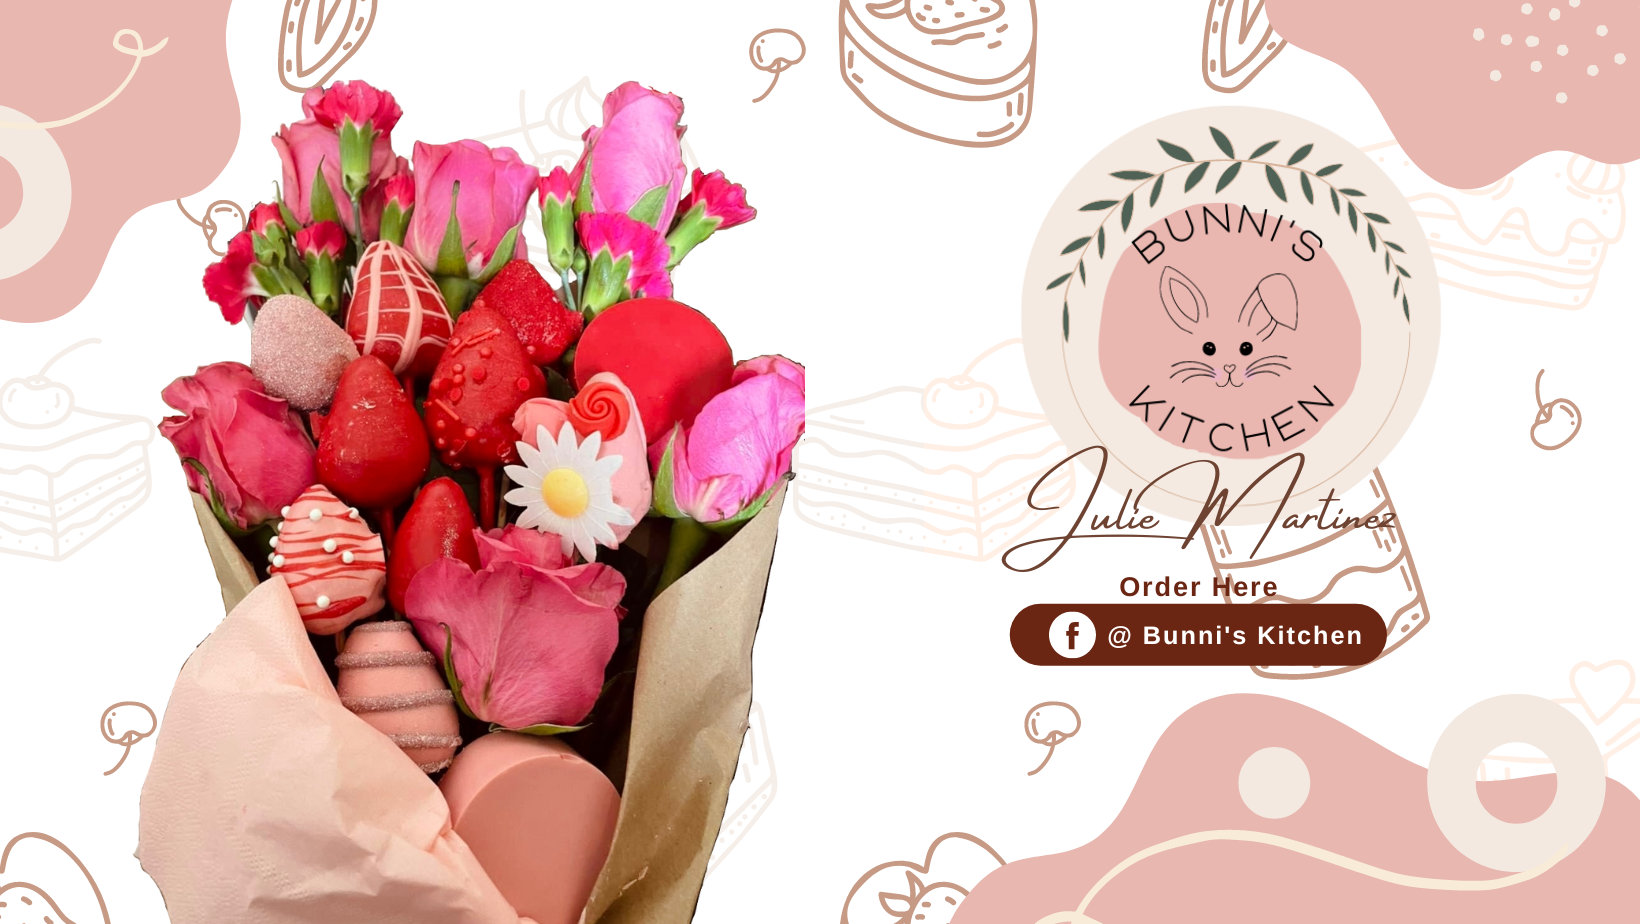 BUNNI'S
KITCHEN
Julie Martinez
Order Here
@ Bunni's Kitchen